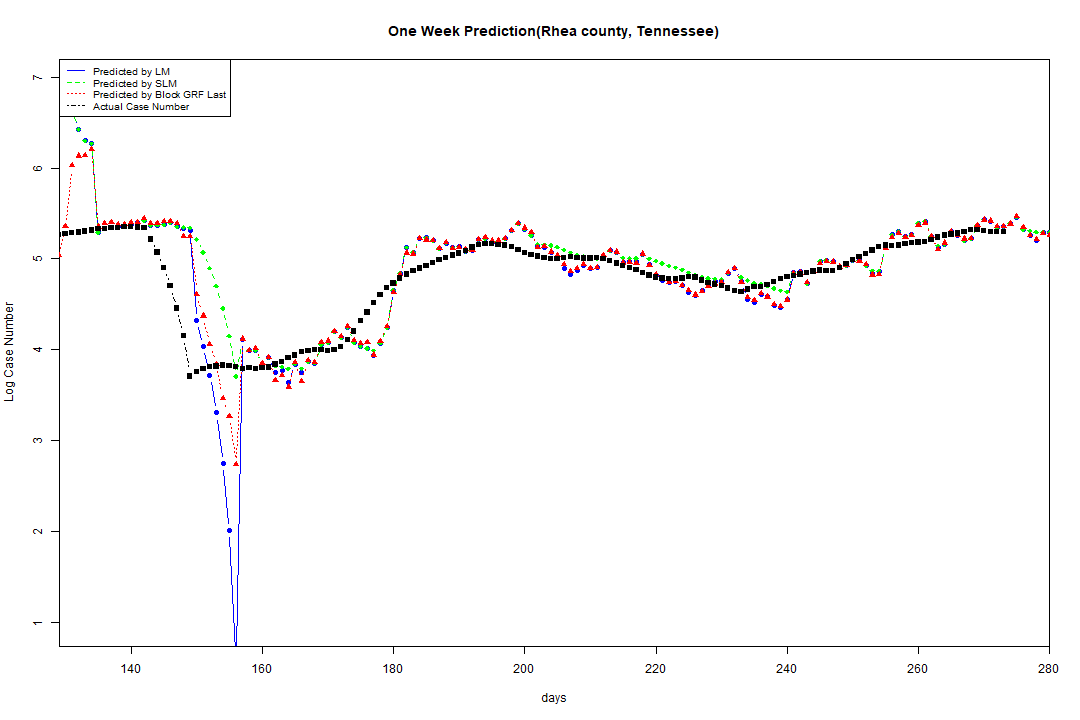 One Week Prediction(Rhea county, Tennessee)
Predicted by LM
Predicted by SLM
Predicted by Block GRF Last
Actual Case Number
7
6
5
4
3
2
1
Log Case Number
140 160 180 200 220 240 260 280
days